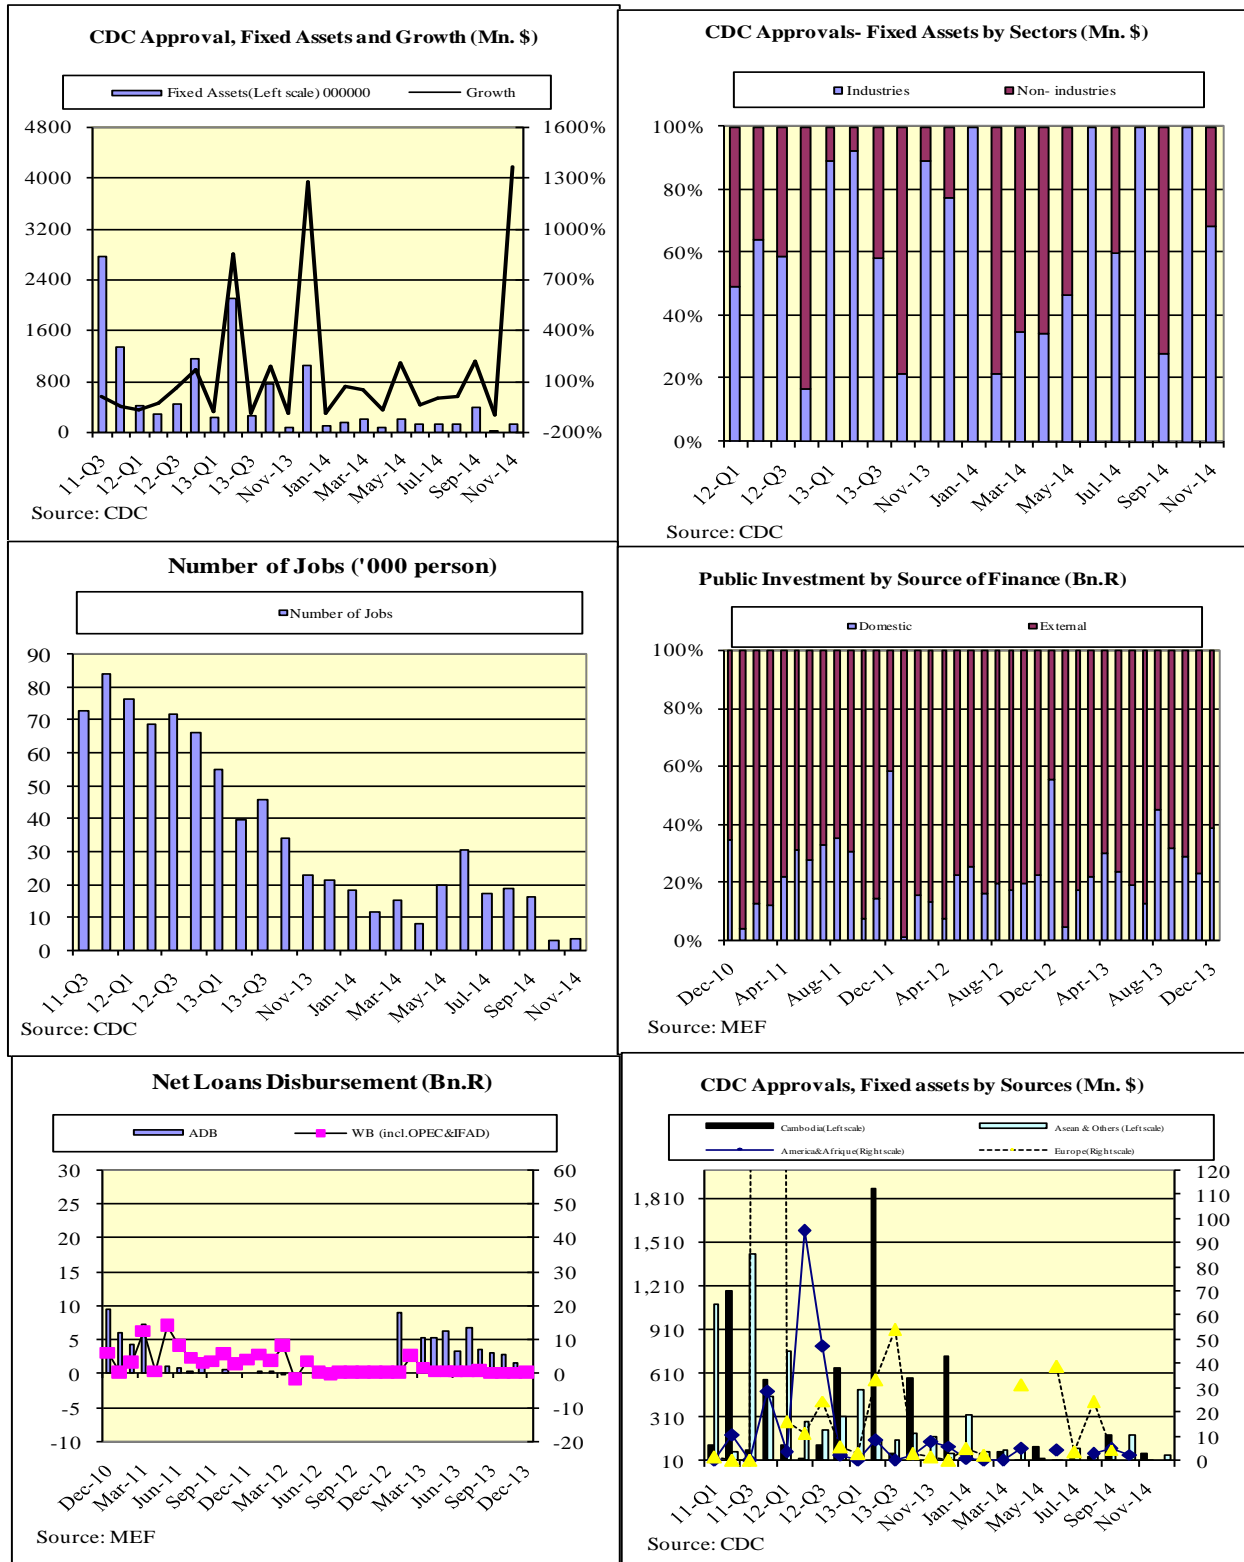 CDC Approval, Fixed Assets and Growth (Mn. $)
Fixed Assets(Left scale) 000000 Growth
4800 1600%
4000 1300%
3200 1000%
2400 700%
1600 400%
800 100%
0 -200%
11-Q3 12-Q1 12-Q3 13-Q1 13-Q3 Nov-13 Jan-14 Mar-14 May-14 Jul-14 Sep-14 Nov-14
Source: CDC
CDC Approvals- Fixed Assets by Sectors (Mn. $)
Industries Non- industries
100%
80%
60%
40%
20%
0%
12-Q1 12-Q3 13-Q1 13-Q3 Nov-13 Jan-14 Mar-14 May-14 Jul-14 Sep-14 Nov-14
Source: CDC
Number of Jobs ('000 person)
Number of Jobs
90
80
70
60
50
40
30
20
10
0
11-Q3 12-Q1 12-Q3 13-Q1 13-Q3 Nov-13 Jan-14 Mar-14 May-14 Jul-14 Sep-14 Nov-14
Source: CDC
Public Investment by Source of Finance (Bn.R)
Domestic External
100%
80%
60%
40%
20%
0%
Dec-10 Apr-11 Aug-11 Dec-11 Apr-12 Aug-12 Dec-12 Apr-13 Aug-13 Dec-13
Source: MEF
Net Loans Disbursement (Bn.R)
ADB WB (incl.OPEC&IFAD)
30 60
25 50
20 40
15 30
10 20
5 10
0 0
-5 -10
-10 -20
Dec-10 Mar-11 Jun-11 Sep-11 Dec-11 Mar-12 Jun-12 Sep-12 Dec-12 Mar-13 Jun-13 Sep-13 Dec-13
Source: MEF
CDC Approvals, Fixed assets by Sources (Mn. $)
Cambodia(Left scale) Asean & Others (Left scale)
America&Afrique(Right scale) Europe(Right scale)
120
1,810 110
100
1,510 90
80
1,210 70
60
910 50
610 40
30
310 20
10
10 0
11-Q1 11-Q3 12-Q1 12-Q3 13-Q1 13-Q3 Nov-13 Jan-14 Mar-14 May-14 Jul-14 Sep-14 Nov-14
Source: CDC